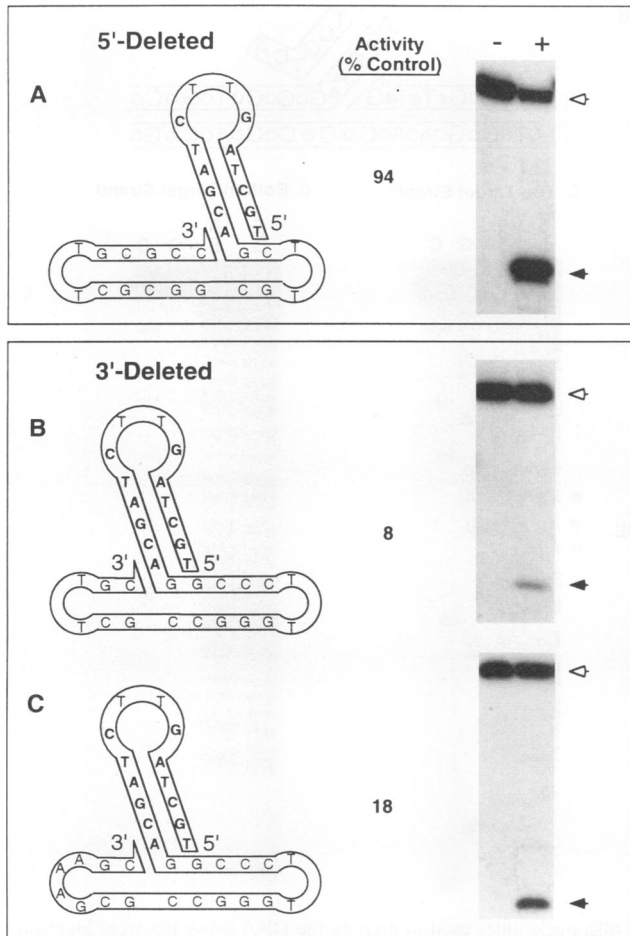 5'-Deleted
Activity
(% Control)
- +
A
T T
C G
T A
A T
G C
C G
A T
3' 5'
T G C G C C G C T
T C G C G G C G T
94
3'-Deleted
B
T T
C G
T A
A T
G C
C G
A T
3' 5'
T G C G G C C C T
T C G C C G G G T
8
C
T T
C G
T A
A T
G C
C G
A T
3' 5'
A A G C G G C C C T
A G C G C C G G G T
18